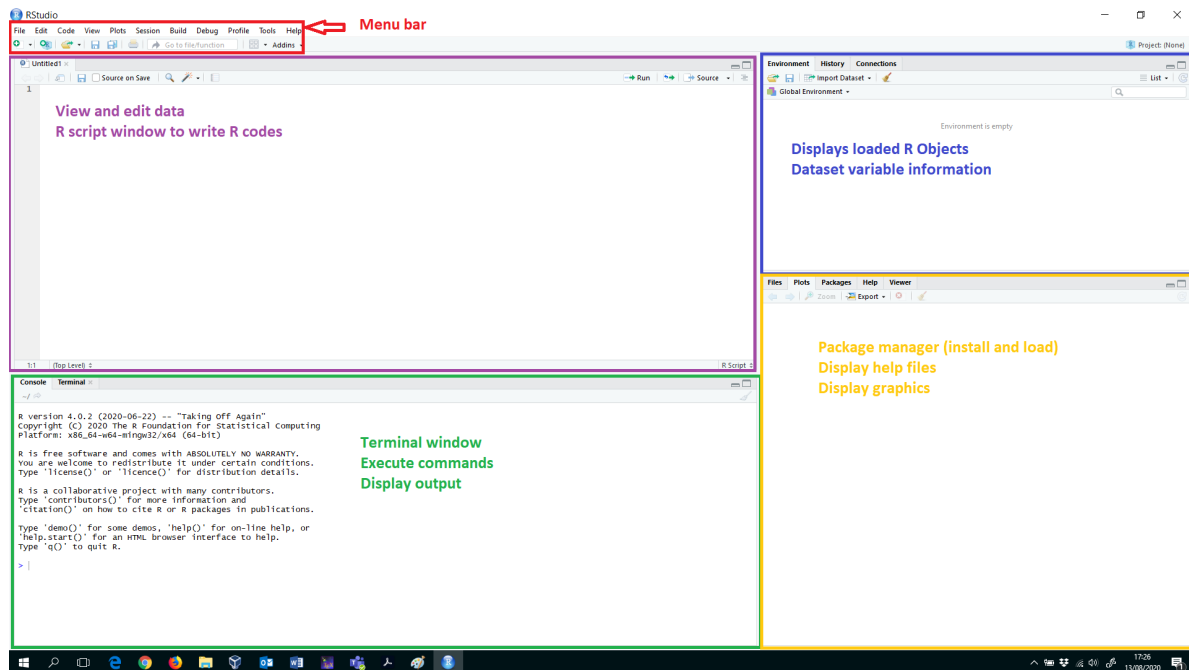 RStudio
File Edit Code View Plots Session Build Debug Profile Tools Help
Menu bar
Go to file/function Addins
Project: (None)
Untitled1
Source on Save Run Source
1
View and edit data
R script window to write R codes
1:1 (Top Level) R Script
Environment History Connections
Import Dataset List
Global Environment
Environment is empty
Displays loaded R Objects
Dataset variable information
Files Plots Packages Help Viewer
Zoom Export
Package manager (install and load)
Display help files
Display graphics
Console Terminal
~/
R version 4.0.2 (2020-06-22) -- "Taking Off Again"
Copyright (C) 2020 The R Foundation for Statistical Computing
Platform: x86_64-w64-mingw32/x64 (64-bit)
R is free software and comes with ABSOLUTELY NO WARRANTY.
You are welcome to redistribute it under certain conditions.
Type 'license()' or 'licence()' for distribution details.
R is a collaborative project with many contributors.
Type 'contributors()' for more information and
'citation()' on how to cite R or R packages in publications.
Type 'demo()' for some demos, 'help()' for on-line help, or
'help.start()' for an HTML browser interface to help.
Type 'q()' to quit R.
>
Terminal window
Execute commands
Display output
17:26
13/08/2020